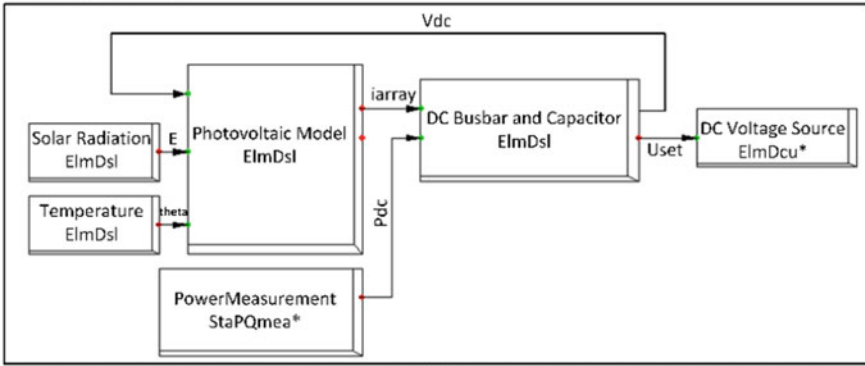 Vdc
iarray
Solar Radiation
ElmDsl
E
Photovoltaic Model
ElmDsl
DC Busbar and Capacitor
ElmDsl
DC Voltage Source
ElmDcu*
Uset
Temperature
ElmDsl
theta
Pdc
PowerMeasurement
StaPQmea*